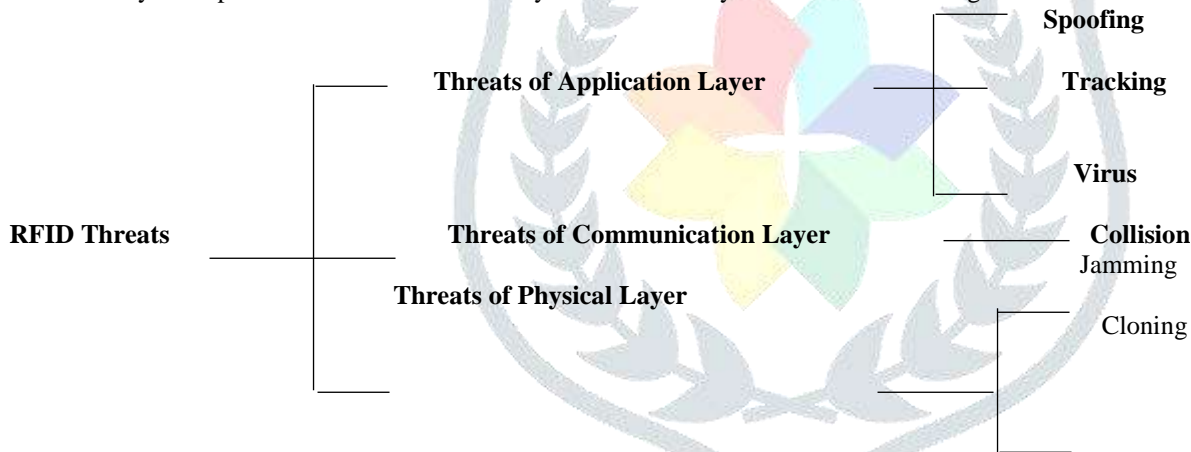 Spoofing
Threats of Application Layer
Tracking
Virus
RFID Threats
Threats of Communication Layer
Collision
Jamming
Threats of Physical Layer
Cloning